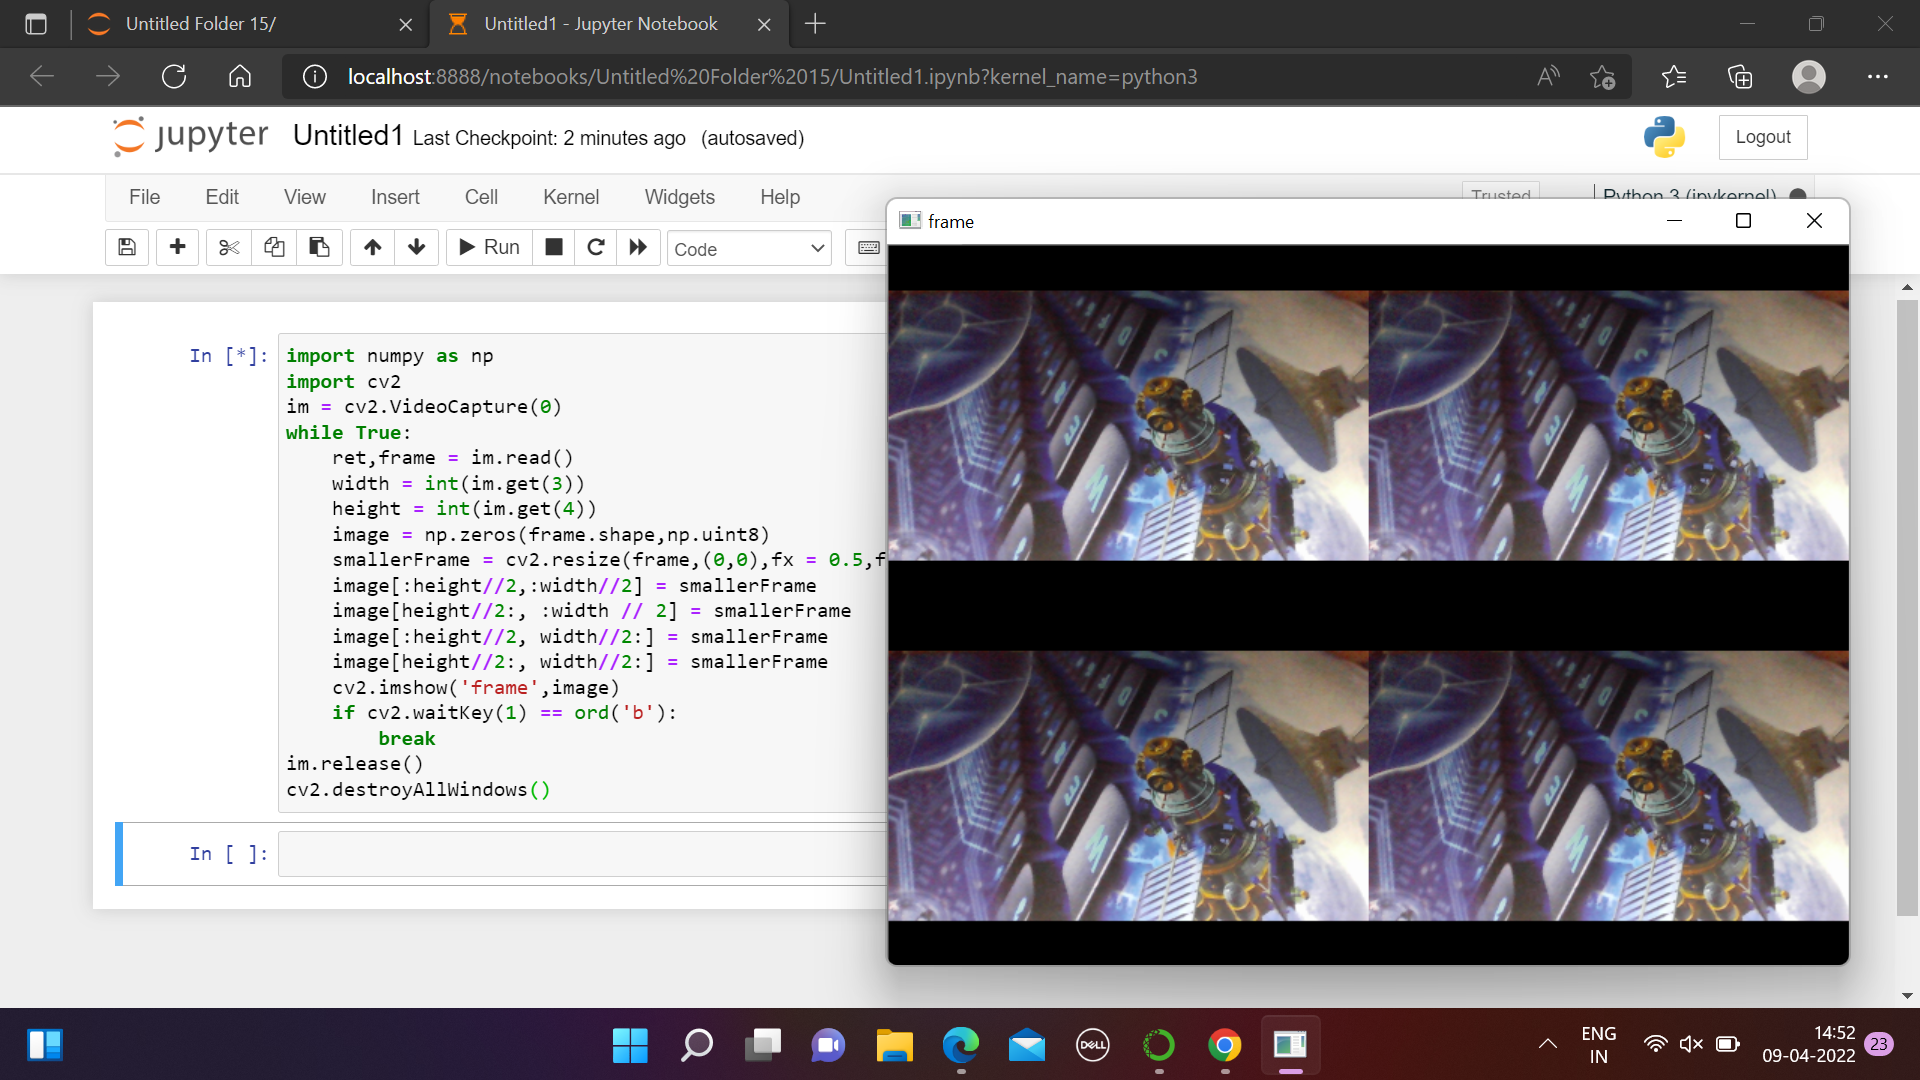 Untitled Folder 15/
Untitled1 - Jupyter Notebook
localhost:8888/notebooks/Untitled%20Folder%2015/Untitled1.ipynb?kernel_name=python3
jupyter Untitled1 Last Checkpoint: 2 minutes ago (autosaved)
Logout
File Edit View Insert Cell Kernel Widgets Help
Trusted
Python 3 (ipykernel)
Run
Code
frame
In [*]:
import numpy as np
import cv2
im = cv2.VideoCapture(0)
while True:
    ret,frame = im.read()
    width = int(im.get(3))
    height = int(im.get(4))
    image = np.zeros(frame.shape,np.uint8)
    smallerFrame = cv2.resize(frame,(0,0),fx = 0.5,f
    image[:height//2,:width//2] = smallerFrame
    image[height//2:, :width // 2] = smallerFrame
    image[:height//2, width//2:] = smallerFrame
    image[height//2:, width//2:] = smallerFrame
    cv2.imshow('frame',image)
    if cv2.waitKey(1) == ord('b'):
        break
im.release()
cv2.destroyAllWindows()
In [ ]:
DELL
ENG
IN
14:52
09-04-2022
23